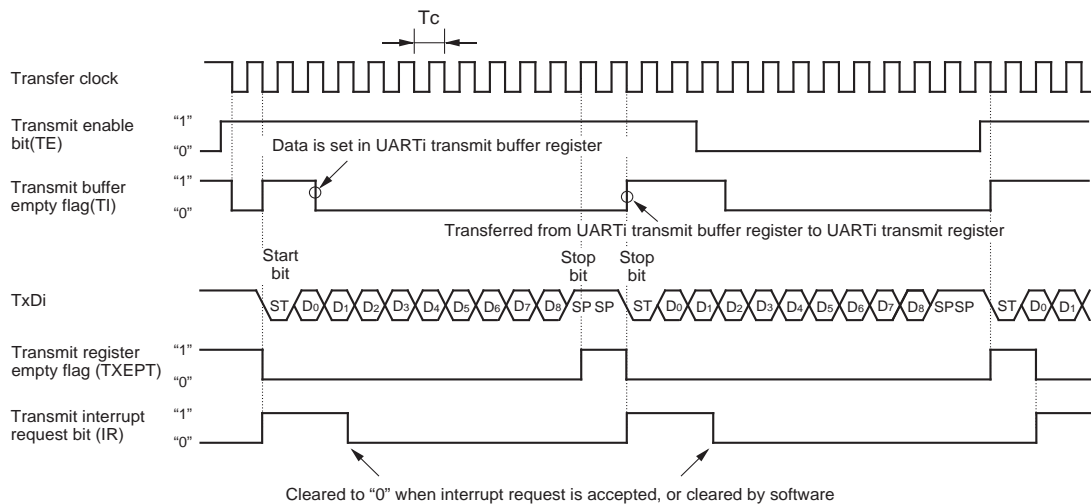 Tc
Transfer clock
Transmit enable
bit(TE)
“1”
“0”
Data is set in UARTi transmit buffer register
Transmit buffer
empty flag(TI)
“1”
“0”
Transferred from UARTi transmit buffer register to UARTi transmit register
Start
bit
Stop
bit
Stop
bit
TxDi
ST D0 D1 D2 D3 D4 D5 D6 D7 D8 SP SP ST D0 D1 D2 D3 D4 D5 D6 D7 D8 SPSP ST D0 D1
Transmit register
empty flag (TXEPT)
“1”
“0”
Transmit interrupt
request bit (IR)
“1”
“0”
Cleared to “0” when interrupt request is accepted, or cleared by software